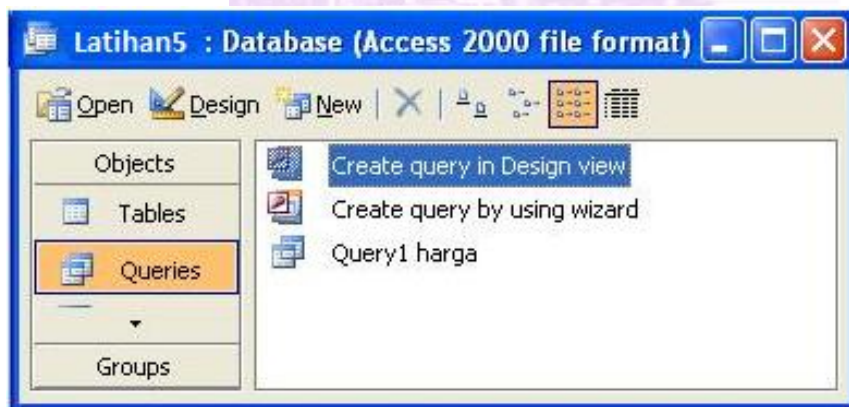 Latihan5 : Database (Access 2000 file format)
Open Design New
Objects
Tables
Queries
Groups
Create query in Design view
Create query by using wizard
Query1 harga